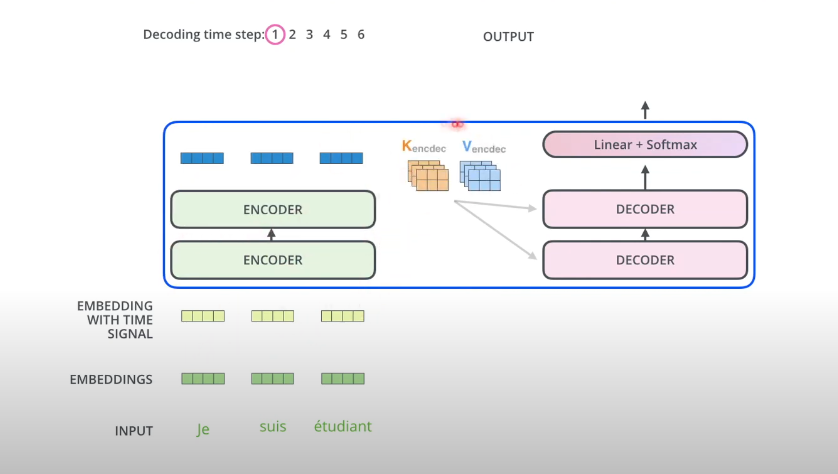 Decoding time step: 1 2 3 4 5 6
OUTPUT
Kencdec
Vencdec
Linear + Softmax
ENCODER
DECODER
ENCODER
DECODER
EMBEDDING
WITH TIME
SIGNAL
EMBEDDINGS
INPUT
Je
suis
étudiant